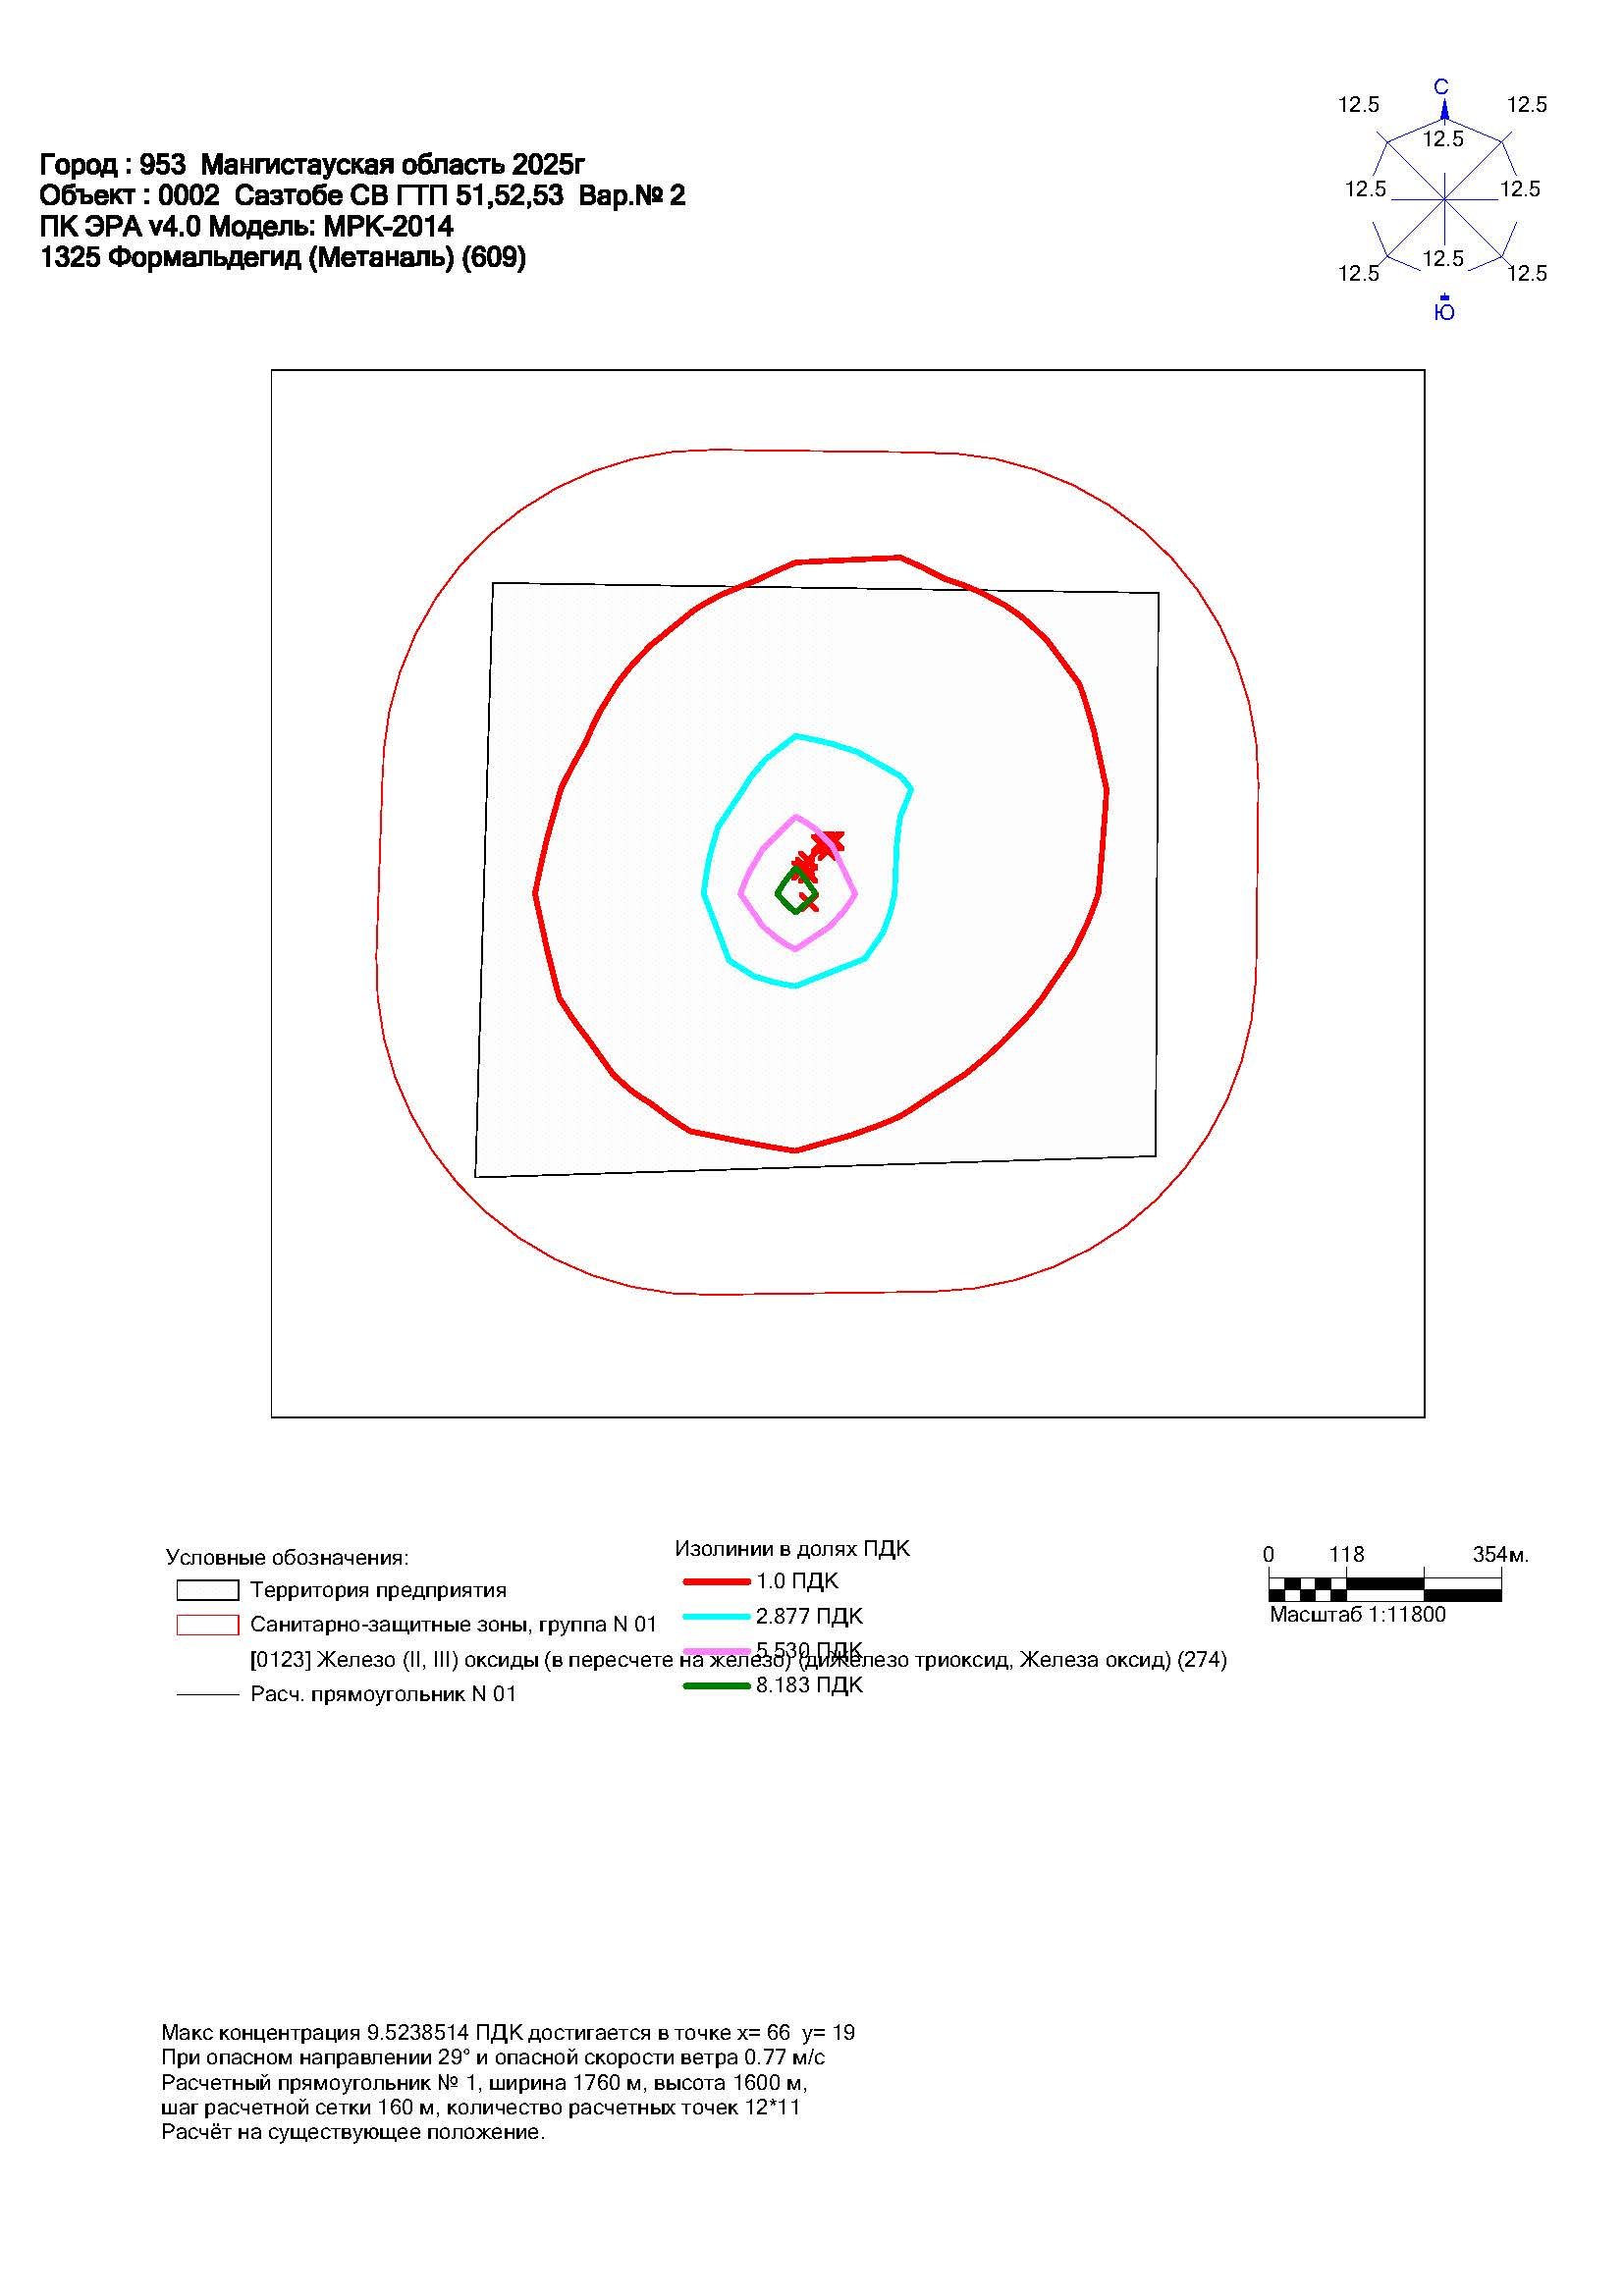 С
12.5 12.5
12.5
12.5 12.5
12.5
12.5 12.5
Ю
Город : 953 Мангистауская область 2025г
Объект : 0002 Сазтобе СВ ГТП 51,52,53 Вар.№ 2
ПК ЭРА v4.0 Модель: МРК-2014
1325 Формальдегид (Метаналь) (609)
Условные обозначения:
Территория предприятия
Санитарно-защитные зоны, группа N 01
[0123] Железо (II, III) оксиды (в пересчете на железо) (дижелезо триоксид, Железа оксид) (274)
Расч. прямоугольник N 01
Изолинии в долях ПДК
1.0 ПДК
2.877 ПДК
5.530 ПДК
8.183 ПДК
0 118 354м.
Масштаб 1:11800
Макс концентрация 9.5238514 ПДК достигается в точке x= 66 y= 19
При опасном направлении 29° и опасной скорости ветра 0.77 м/с
Расчетный прямоугольник № 1, ширина 1760 м, высота 1600 м,
шаг расчетной сетки 160 м, количество расчетных точек 12*11
Расчёт на существующее положение.